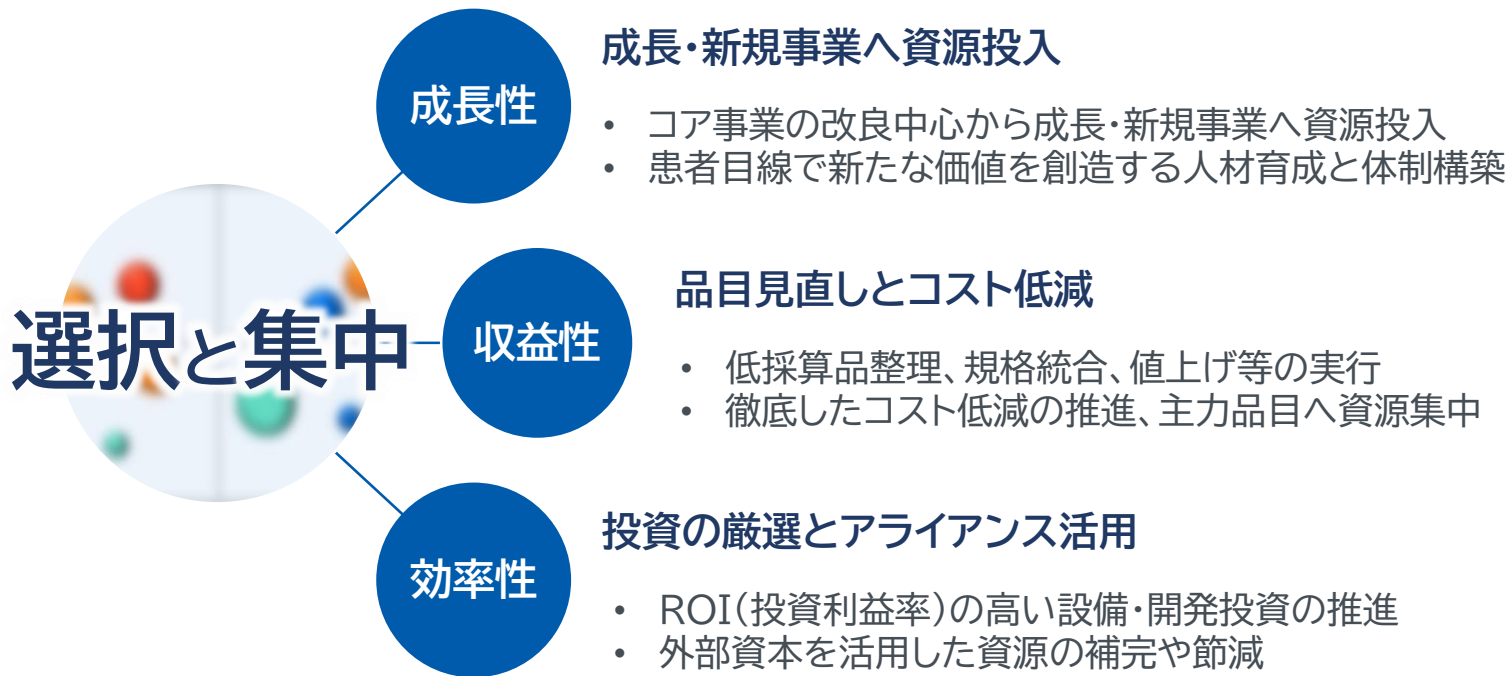 選択と集中
成長性
成長・新規事業へ資源投入
• コア事業の改良中心から成長・新規事業へ資源投入
• 患者目線で新たな価値を創造する人材育成と体制構築
収益性
品目見直しとコスト低減
• 低採算品整理、規格統合、値上げ等の実行
• 徹底したコスト低減の推進、主力品目へ資源集中
効率性
投資の厳選とアライアンス活用
• ROI(投資利益率)の高い設備・開発投資の推進
• 外部資本を活用した資源の補完や節減